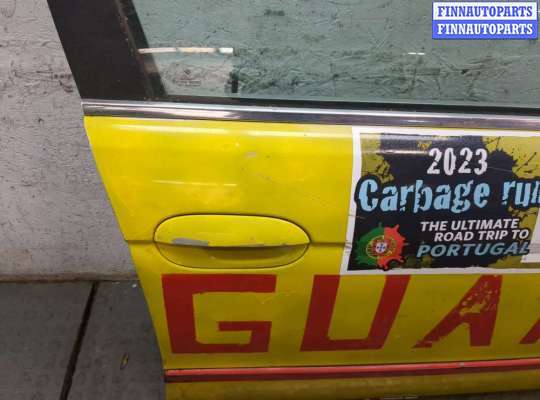 FINNAUTOPARTS
FINNAUTOPARTS
2023
Carbage run
THE ULTIMATE
ROAD TRIP TO
PORTUGAL
GUA